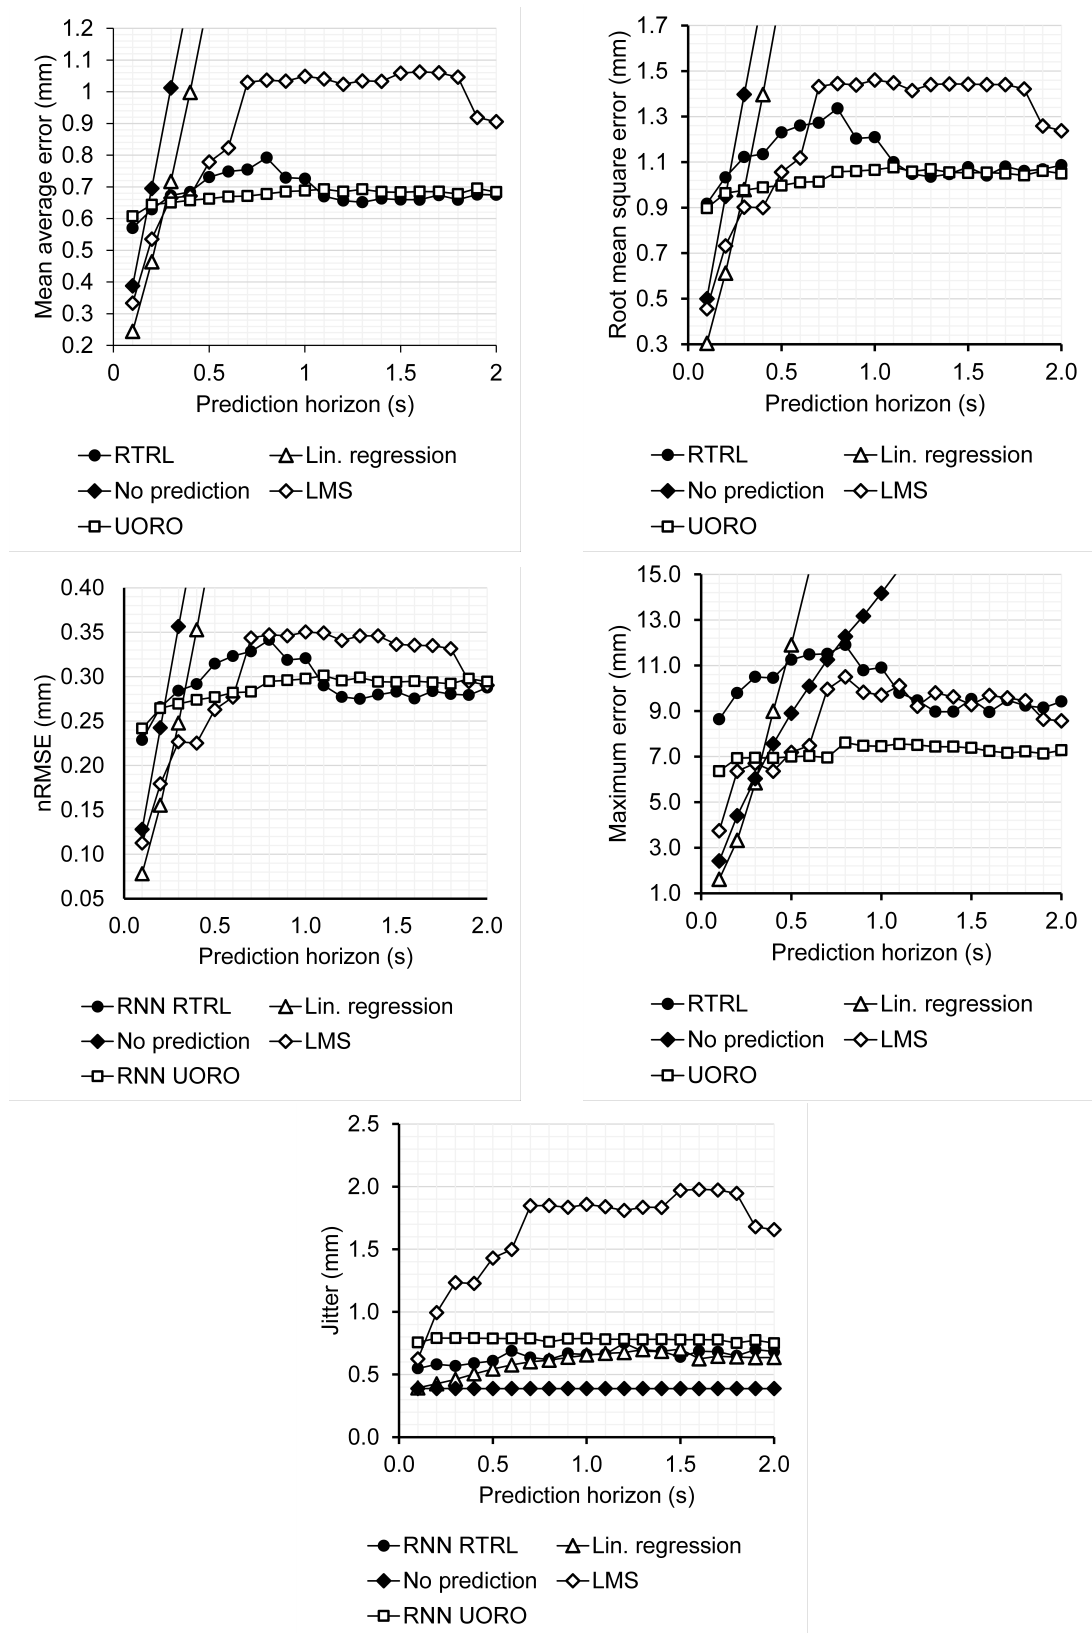 Mean average error (mm)
1.2
1.1
1
0.9
0.8
0.7
0.6
0.5
0.4
0.3
0.2
0 0.5 1 1.5 2
Prediction horizon (s)
RTRL Lin. regression
No prediction LMS
UORO
Root mean square error (mm)
1.7
1.5
1.3
1.1
0.9
0.7
0.5
0.3
0.0 0.5 1.0 1.5 2.0
Prediction horizon (s)
RTRL Lin. regression
No prediction LMS
UORO
nRMSE (mm)
0.40
0.35
0.30
0.25
0.20
0.15
0.10
0.05
0.0 0.5 1.0 1.5 2.0
Prediction horizon (s)
RNN RTRL Lin. regression
No prediction LMS
RNN UORO
Maximum error (mm)
15.0
13.0
11.0
9.0
7.0
5.0
3.0
1.0
0.0 0.5 1.0 1.5 2.0
Prediction horizon (s)
RTRL Lin. regression
No prediction LMS
UORO
Jitter (mm)
2.5
2.0
1.5
1.0
0.5
0.0
0.0 0.5 1.0 1.5 2.0
Prediction horizon (s)
RNN RTRL Lin. regression
No prediction LMS
RNN UORO